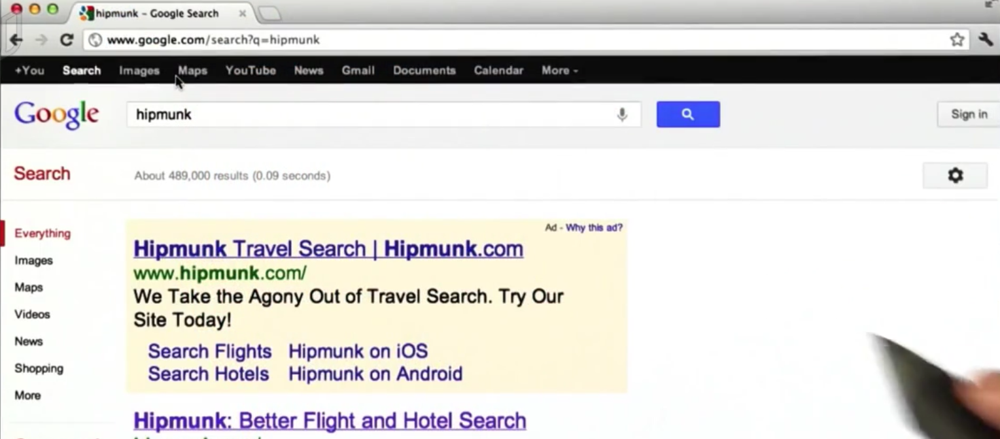 hipmunk - Google Search
www.google.com/search?q=hipmunk
+You Search Images Maps YouTube News Gmail Documents Calendar More
Google
hipmunk
Sign in
Search
About 489,000 results (0.09 seconds)
Everything
Images
Maps
Videos
News
Shopping
More
Ad - Why this ad?
Hipmunk Travel Search | Hipmunk.com
www.hipmunk.com/
We Take the Agony Out of Travel Search. Try Our
Site Today!
Search Flights Hipmunk on iOS
Search Hotels Hipmunk on Android
Hipmunk: Better Flight and Hotel Search